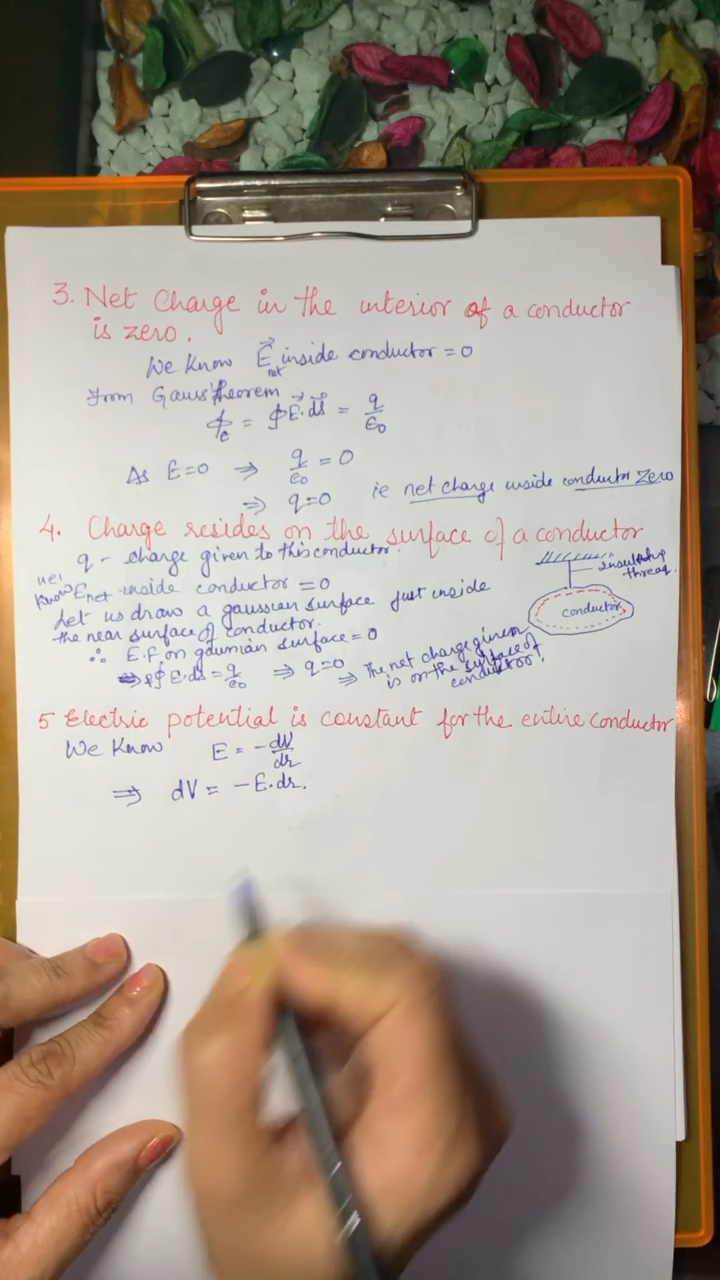 3. Net Charge in the interior of a conductor
is zero.
We Know E⃗net inside conductor = 0
From Gauss' theorem
ϕe = ∮E⃗.ds⃗ = q/ε0
As E=0 ⇒ q/ε0 = 0
⇒ q=0 ie net charge inside conductor zero
4. Charge resides on the surface of a conductor
q - charge given to this conductor.
insulating
thread.
we
know Enet inside conductor = 0
conductor
Let us draw a gaussian surface just inside
the near surface of conductor.
∴ E.F on gaussian surface = 0
⇒ ∮E.ds = q/ε0 ⇒ q=0 ⇒ The net charge given
is on the surface of
conductor.
5 Electric potential is constant for the entire conductor
We Know E = -dV/dr
⇒ dV = -E.dr.